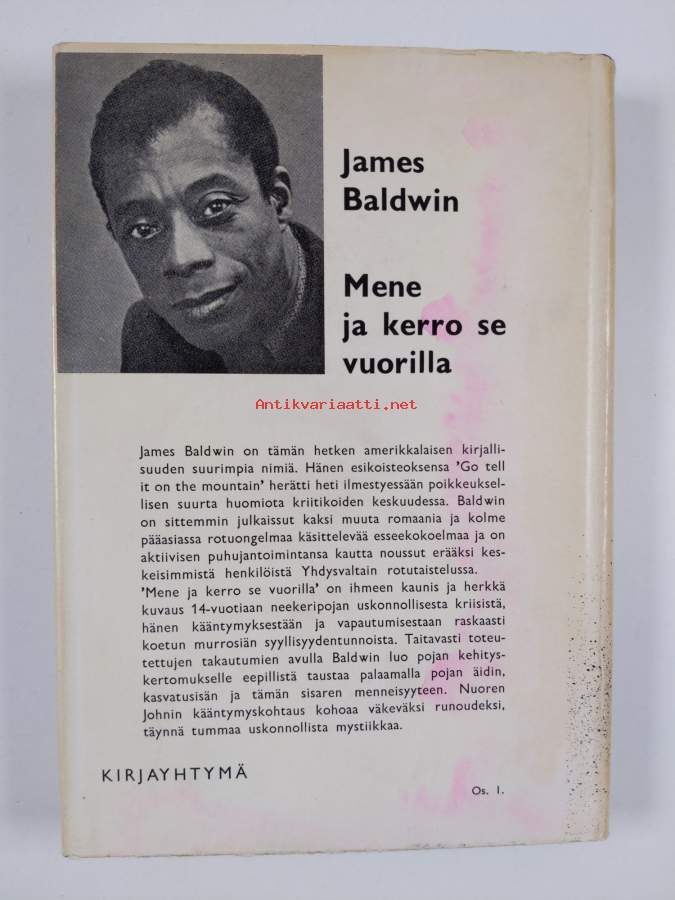 James
Baldwin
Mene
ja kerro se
vuorilla
Antikvariaatti.net
James Baldwin on tämän hetken amerikkalaisen kirjalli-
suuden suurimpia nimiä. Hänen esikoisteoksensa 'Go tell
it on the mountain' herätti heti ilmestyessään poikkeuksel-
lisen suurta huomiota kriitikoiden keskuudessa. Baldwin
on sittemmin julkaissut kaksi muuta romaania ja kolme
pääasiassa rotuongelmaa käsittelevää esseekokoelmaa ja on
aktiivisen puhujantoimintansa kautta noussut erääksi kes-
keisimmistä henkilöistä Yhdysvaltain rotutaistelussa.
'Mene ja kerro se vuorilla' on ihmeen kaunis ja herkkä
kuvaus 14-vuotiaan neekeripojan uskonnollisesta kriisistä,
hänen kääntymyksestään ja vapautumisestaan raskaasti
koetun murrosiän syyllisyydentunnoista. Taitavasti toteu-
tettujen takautumien avulla Baldwin luo pojan kehitys-
kertomukselle eepillistä taustaa palaamalla pojan äidin,
kasvatusisän ja tämän sisaren menneisyyteen. Nuoren
Johnin kääntymyskohtaus kohoaa väkeväksi runoudeksi,
täynnä tummaa uskonnollista mystiikkaa.
KIRJAYHTYMÄ
Os. 1.